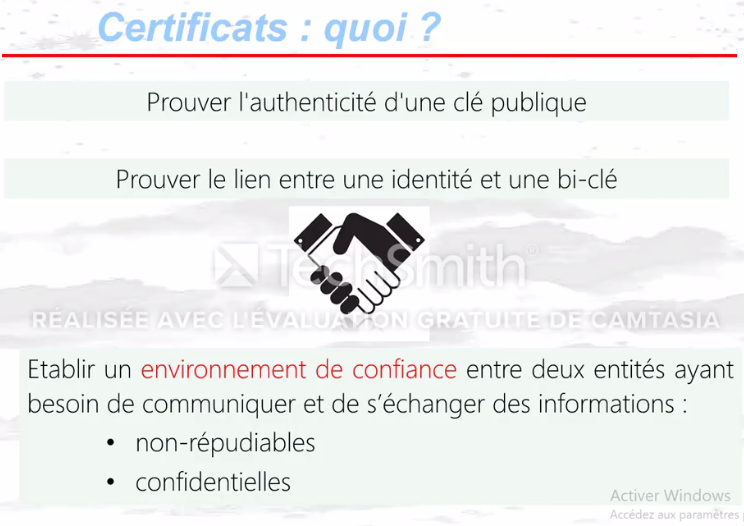 Certificats : quoi ?
Prouver l'authenticité d'une clé publique
Prouver le lien entre une identité et une bi-clé
TechSmith
RÉALISÉE AVEC L'ÉVALUATION GRATUITE DE CAMTASIA
Etablir un environnement de confiance entre deux entités ayant
besoin de communiquer et de s'échanger des informations :
• non-répudiables
• confidentielles
Activer Windows
Accédez aux paramètres